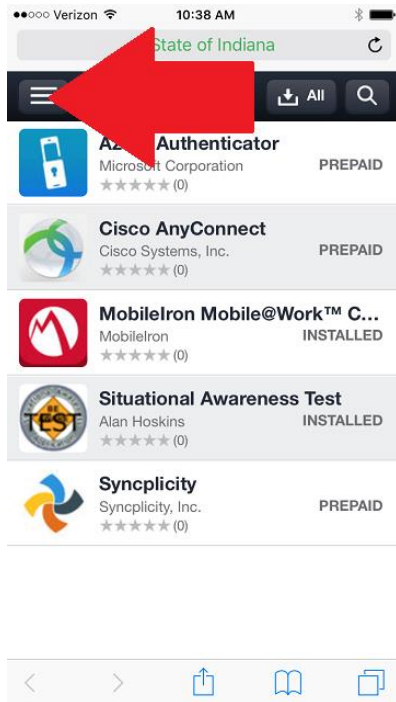 Verizon 10:38 AM
State of Indiana
All
Authenticator
Microsoft Corporation PREPAID
(0)
Cisco AnyConnect
Cisco Systems, Inc. PREPAID
(0)
MobileIron Mobile@Work™ C...
MobileIron INSTALLED
(0)
BE
TEST
Situational Awareness Test
Alan Hoskins INSTALLED
(0)
Syncplicity
Syncplicity, Inc. PREPAID
(0)